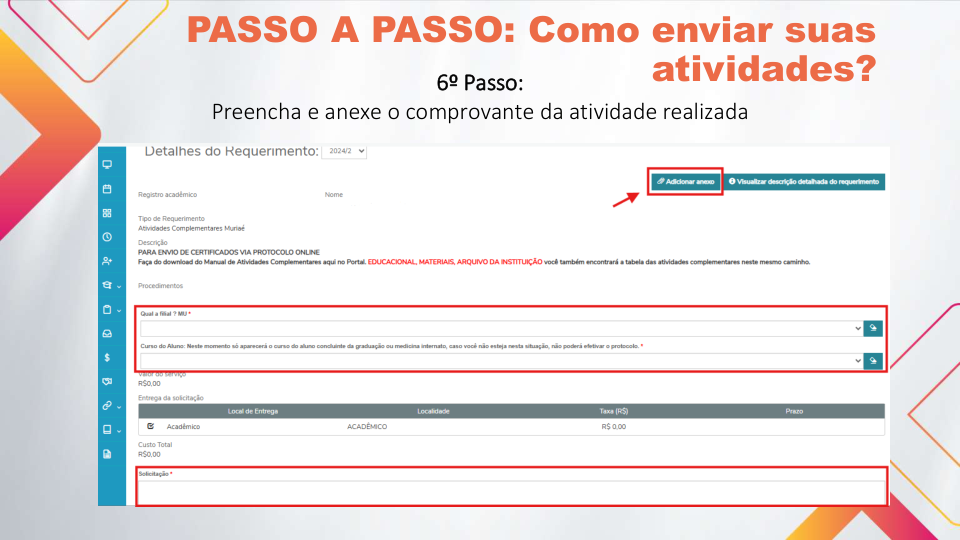 PASSO A PASSO: Como enviar suas
atividades?
6º Passo:
Preencha e anexe o comprovante da atividade realizada
Detalhes do Requerimento: 2024/2
Adicionar anexo
Visualizar descrição detalhada do requerimento
Registro acadêmico
Nome
Tipo de Requerimento
Atividades Complementares Muriaé
Descrição
PARA ENVIO DE CERTIFICADOS VIA PROTOCOLO ONLINE
Faça do download do Manual de Atividades Complementares aqui no Portal. EDUCACIONAL, MATERIAIS, ARQUIVO DA INSTITUIÇÃO você também encontrará a tabela das atividades complementares neste mesmo caminho.
Procedimentos
Qual a filial ? MU *
Curso do Aluno: Neste momento só aparecerá o curso do aluno concluinte da graduação ou medicina internato, caso você não esteja nesta situação, não poderá efetivar o protocolo. *
Valor do serviço
R$0,00
Entrega da solicitação
Local de Entrega Localidade Taxa (R$) Prazo
Acadêmico ACADÊMICO R$ 0,00
Custo Total
R$0,00
Solicitação *